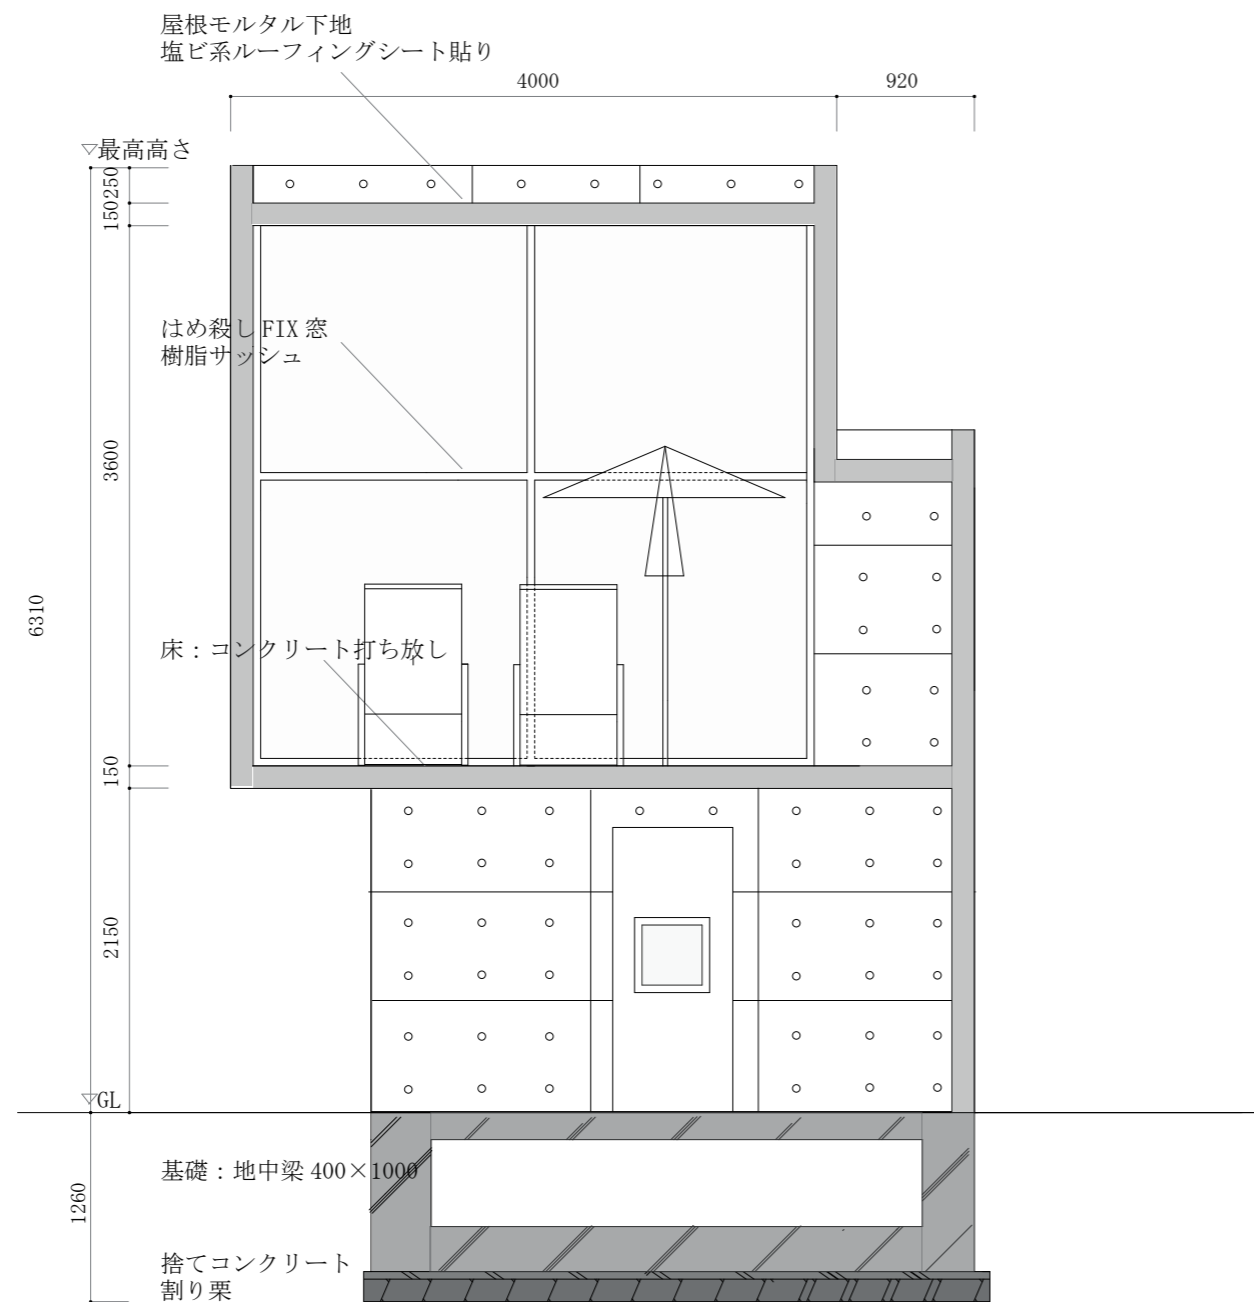 屋根モルタル下地
塩ビ系ルーフィングシート貼り
4000
920
▽最高高さ
250
150
はめ殺しFIX窓
樹脂サッシュ
3600
6310
床：コンクリート打ち放し
150
2150
▽GL
基礎：地中梁400×1000
1260
捨てコンクリート
割り栗